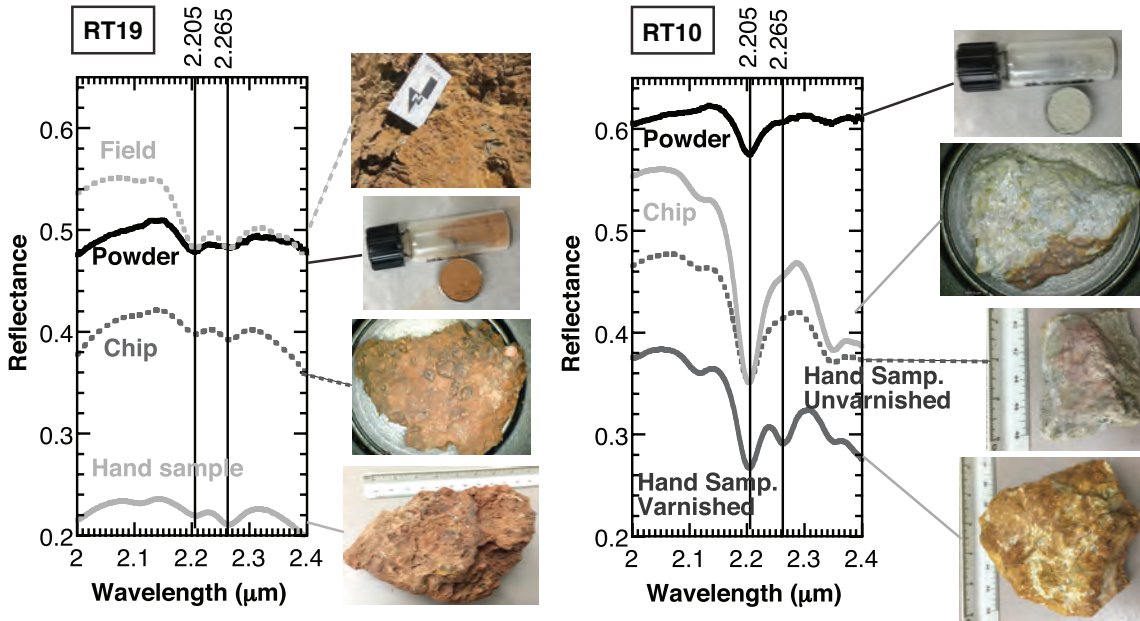 RT19
2.205
2.265
Reflectance
0.6
0.5
0.4
0.3
0.2
Field
Powder
Chip
Hand sample
2
2.1
2.2
2.3
2.4
Wavelength (μm)
RT10
2.205
2.265
Reflectance
0.6
0.5
0.4
0.3
0.2
Powder
Chip
Hand Samp.
Unvarnished
Hand Samp.
Varnished
2
2.1
2.2
2.3
2.4
Wavelength (μm)